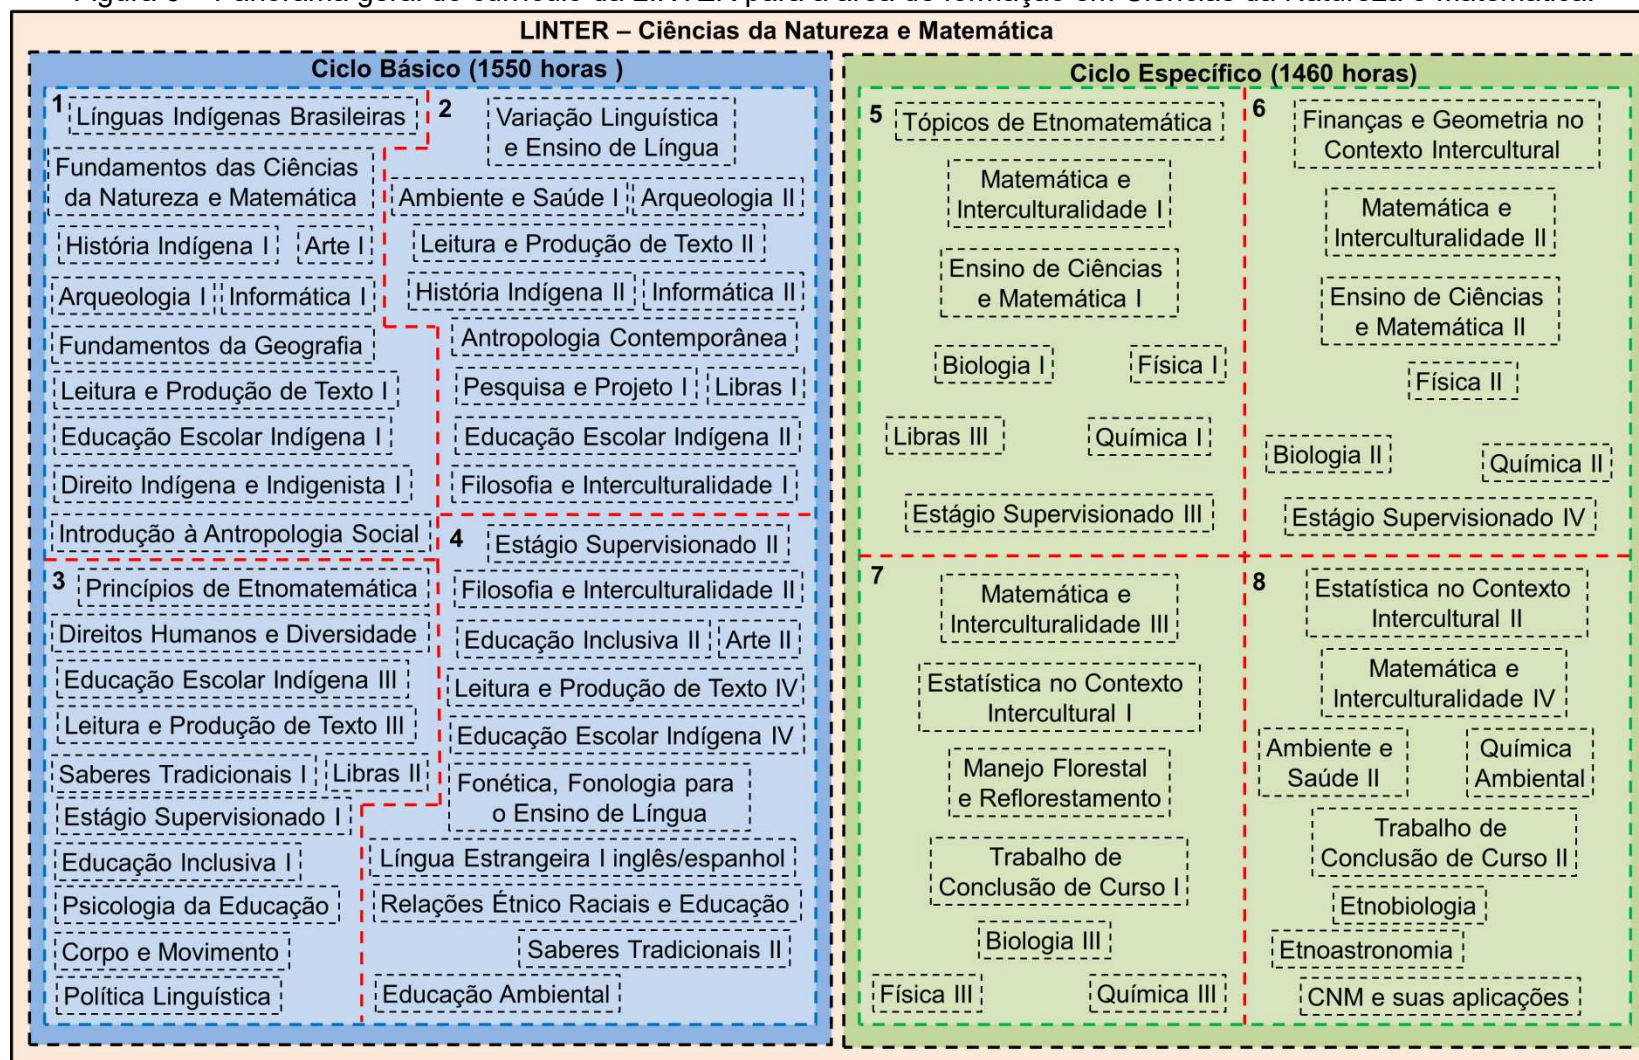 LINTER – Ciências da Natureza e Matemática
Ciclo Básico (1550 horas )
1
Línguas Indígenas Brasileiras
Fundamentos das Ciências
da Natureza e Matemática
História Indígena I
Arte I
Arqueologia I
Informática I
Fundamentos da Geografia
Leitura e Produção de Texto I
Educação Escolar Indígena I
Direito Indígena e Indigenista I
Introdução à Antropologia Social
2
Variação Linguística
e Ensino de Língua
Ambiente e Saúde I
Arqueologia II
Leitura e Produção de Texto II
História Indígena II
Informática II
Antropologia Contemporânea
Pesquisa e Projeto I
Libras I
Educação Escolar Indígena II
Filosofia e Interculturalidade I
3
Princípios de Etnomatemática
Direitos Humanos e Diversidade
Educação Escolar Indígena III
Leitura e Produção de Texto III
Saberes Tradicionais I
Libras II
Estágio Supervisionado I
Educação Inclusiva I
Psicologia da Educação
Corpo e Movimento
Política Linguística
4
Estágio Supervisionado II
Filosofia e Interculturalidade II
Educação Inclusiva II
Arte II
Leitura e Produção de Texto IV
Educação Escolar Indígena IV
Fonética, Fonologia para
o Ensino de Língua
Língua Estrangeira I inglês/espanhol
Relações Étnico Raciais e Educação
Saberes Tradicionais II
Educação Ambiental
Ciclo Específico (1460 horas)
5
Tópicos de Etnomatemática
Matemática e
Interculturalidade I
Ensino de Ciências
e Matemática I
Biologia I
Física I
Libras III
Química I
Estágio Supervisionado III
6
Finanças e Geometria no
Contexto Intercultural
Matemática e
Interculturalidade II
Ensino de Ciências
e Matemática II
Física II
Biologia II
Química II
Estágio Supervisionado IV
7
Matemática e
Interculturalidade III
Estatística no Contexto
Intercultural I
Manejo Florestal
e Reflorestamento
Trabalho de
Conclusão de Curso I
Biologia III
Física III
Química III
8
Estatística no Contexto
Intercultural II
Matemática e
Interculturalidade IV
Ambiente e
Saúde II
Química
Ambiental
Trabalho de
Conclusão de Curso II
Etnobiologia
Etnoastronomia
CNM e suas aplicações